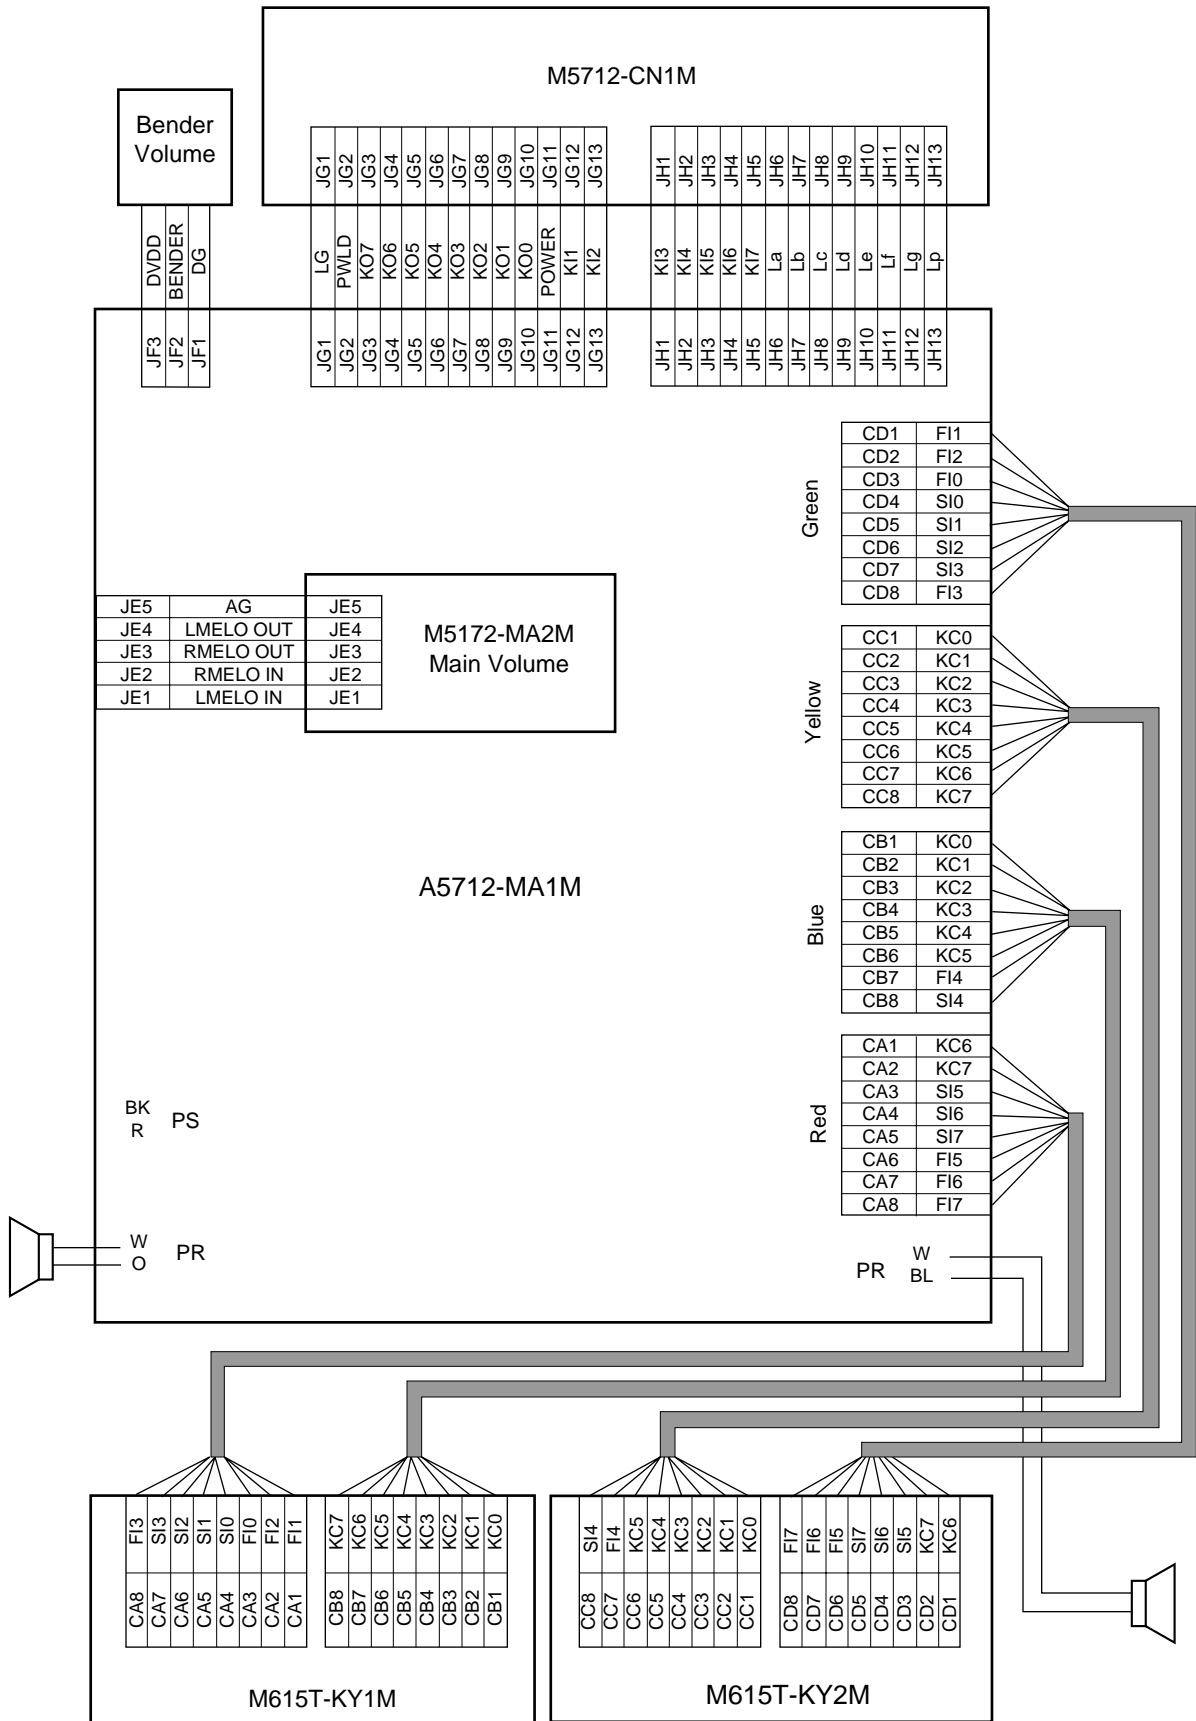 M5712-CN1M
Bender
Volume
JG1 JG2 JG3 JG4 JG5 JG6 JG7 JG8 JG9 JG10 JG11 JG12 JG13
JH1 JH2 JH3 JH4 JH5 JH6 JH7 JH8 JH9 JH10 JH11 JH12 JH13
DVDD BENDER DG
LG PWLD KO7 KO6 KO5 KO4 KO3 KO2 KO1 KO0 POWER KI1 KI2
KI3 KI4 KI5 KI6 KI7 La Lb Lc Ld Le Lf Lg Lp
JF3 JF2 JF1
JG1 JG2 JG3 JG4 JG5 JG6 JG7 JG8 JG9 JG10 JG11 JG12 JG13
JH1 JH2 JH3 JH4 JH5 JH6 JH7 JH8 JH9 JH10 JH11 JH12 JH13
Green
CD1 FI1
CD2 FI2
CD3 FI0
CD4 SI0
CD5 SI1
CD6 SI2
CD7 SI3
CD8 FI3
JE5 AG JE5
JE4 LMELO OUT JE4
JE3 RMELO OUT JE3
JE2 RMELO IN JE2
JE1 LMELO IN JE1
M5172-MA2M
Main Volume
Yellow
CC1 KC0
CC2 KC1
CC3 KC2
CC4 KC3
CC5 KC4
CC6 KC5
CC7 KC6
CC8 KC7
A5712-MA1M
Blue
CB1 KC0
CB2 KC1
CB3 KC2
CB4 KC3
CB5 KC4
CB6 KC5
CB7 FI4
CB8 SI4
Red
CA1 KC6
CA2 KC7
CA3 SI5
CA4 SI6
CA5 SI7
CA6 FI5
CA7 FI6
CA8 FI7
BK
R
PS
W
O
PR
PR
W
BL
FI3 SI3 SI2 SI1 SI0 FI0 FI2 FI1
KC7 KC6 KC5 KC4 KC3 KC2 KC1 KC0
SI4 FI4 KC5 KC4 KC3 KC2 KC1 KC0
FI7 FI6 FI5 SI7 SI6 SI5 KC7 KC6
CA8 CA7 CA6 CA5 CA4 CA3 CA2 CA1
CB8 CB7 CB6 CB5 CB4 CB3 CB2 CB1
CC8 CC7 CC6 CC5 CC4 CC3 CC2 CC1
CD8 CD7 CD6 CD5 CD4 CD3 CD2 CD1
M615T-KY1M
M615T-KY2M